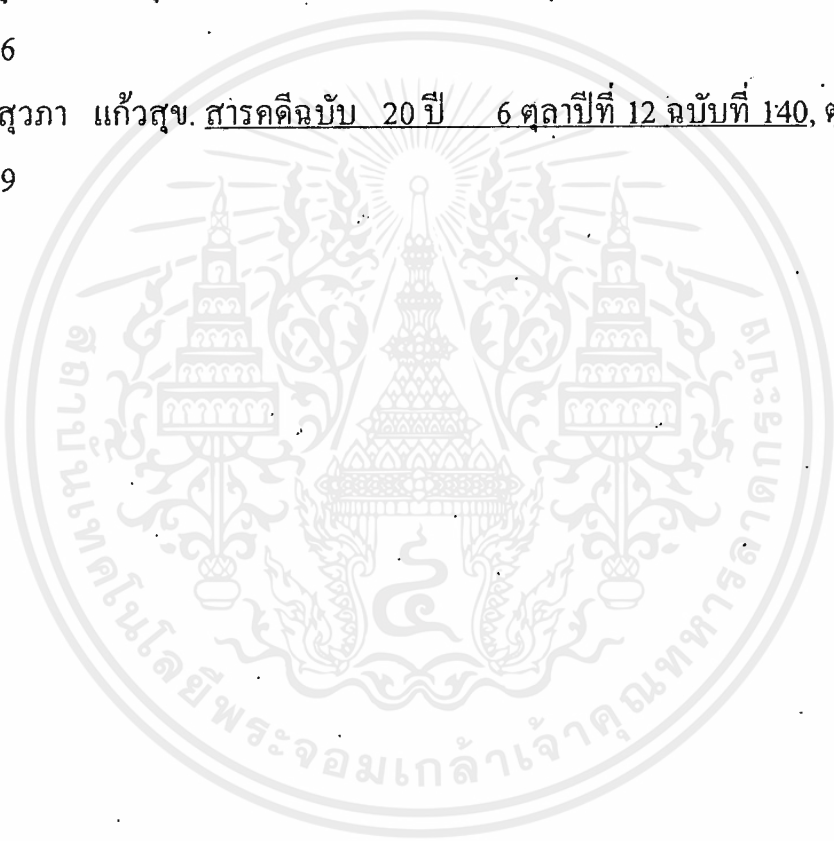 6
สุวภา แก้วสุข. สารคดีฉบับ 20 ปี 6 ตุลาปีที่ 12 ฉบับที่ 140,
9
สถาบันเทคโนโลยีพระจอมเกล้าเจ้าคุณทหารลาดกระบัง